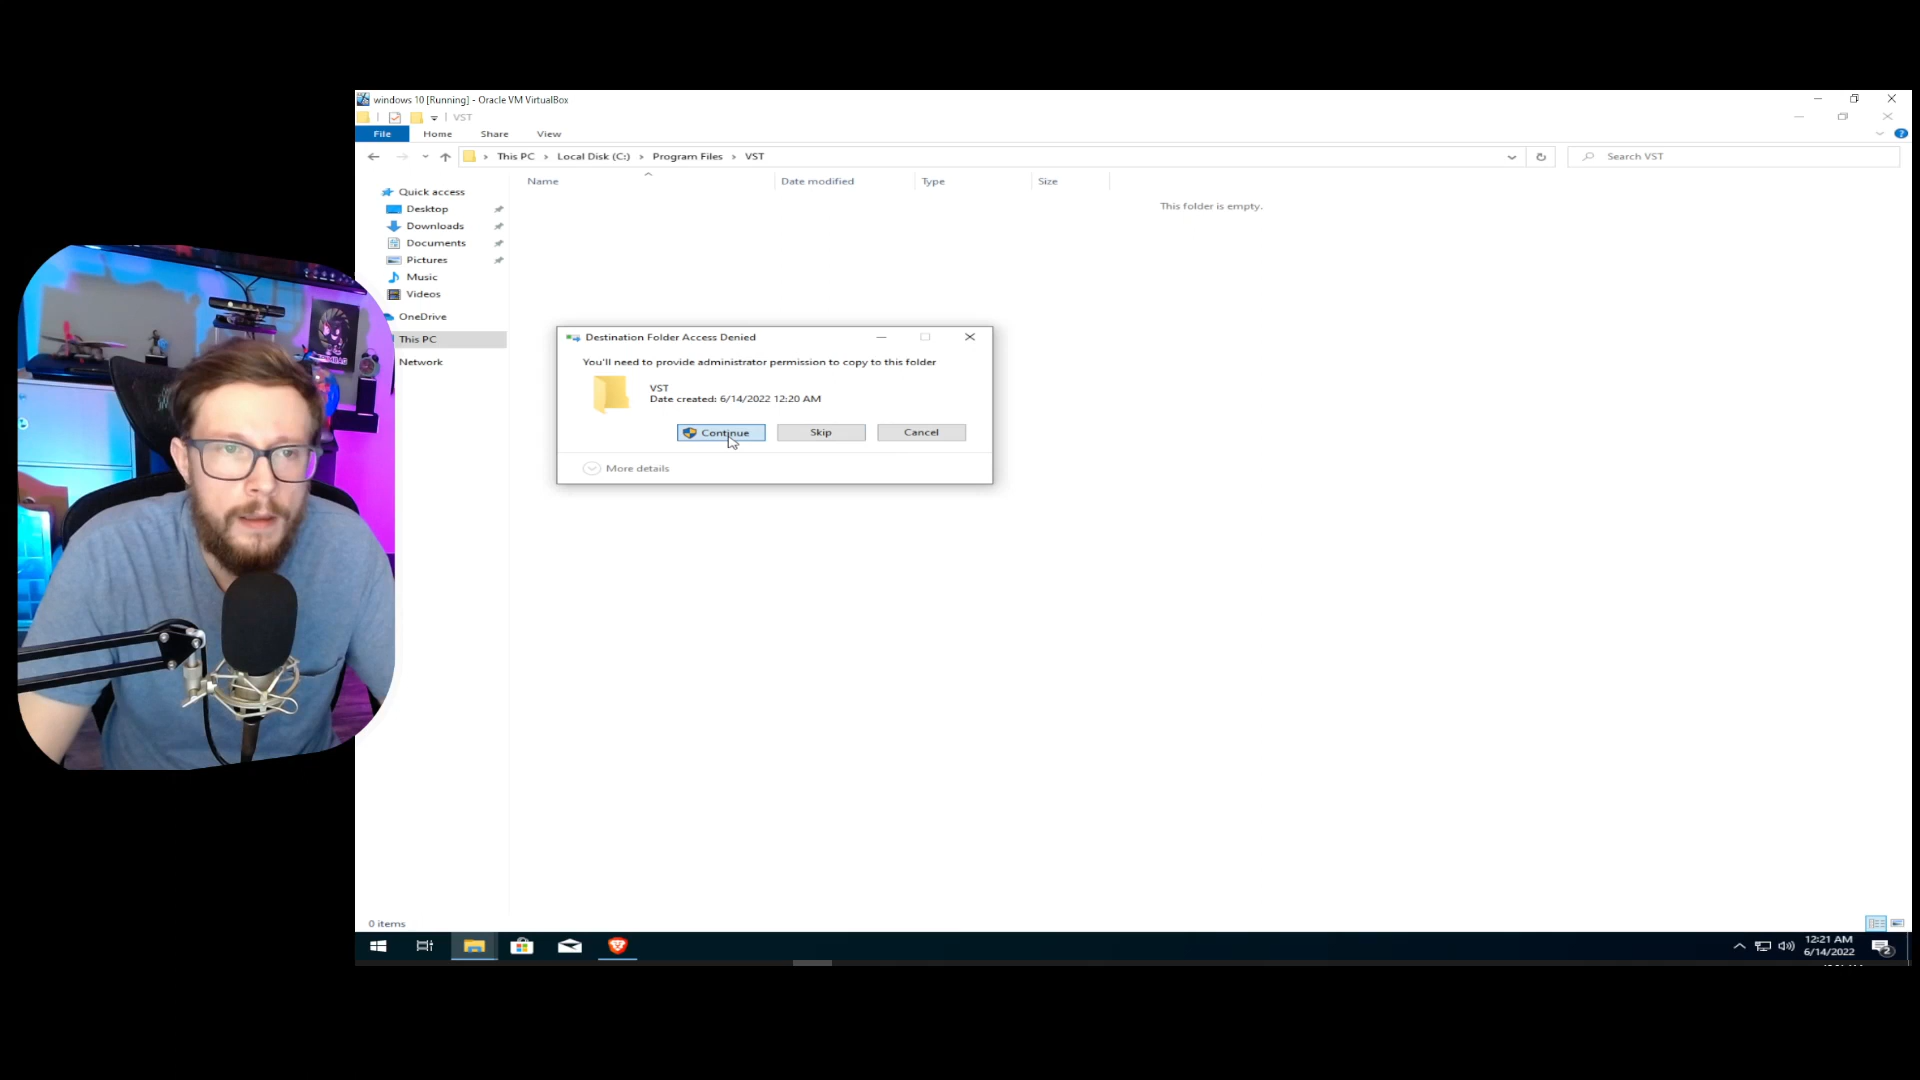 windows 10 [Running] - Oracle VM VirtualBox
VST
File Home Share View
This PC Local Disk (C:) Program Files VST
Search VST
Name Date modified Type Size
This folder is empty.
Quick access
Desktop
Downloads
Documents
Pictures
Music
Videos
OneDrive
This PC
Network
Destination Folder Access Denied
You'll need to provide administrator permission to copy to this folder
VST
Date created: 6/14/2022 12:20 AM
Continue Skip Cancel
More details
0 items
12:21 AM
6/14/2022
2